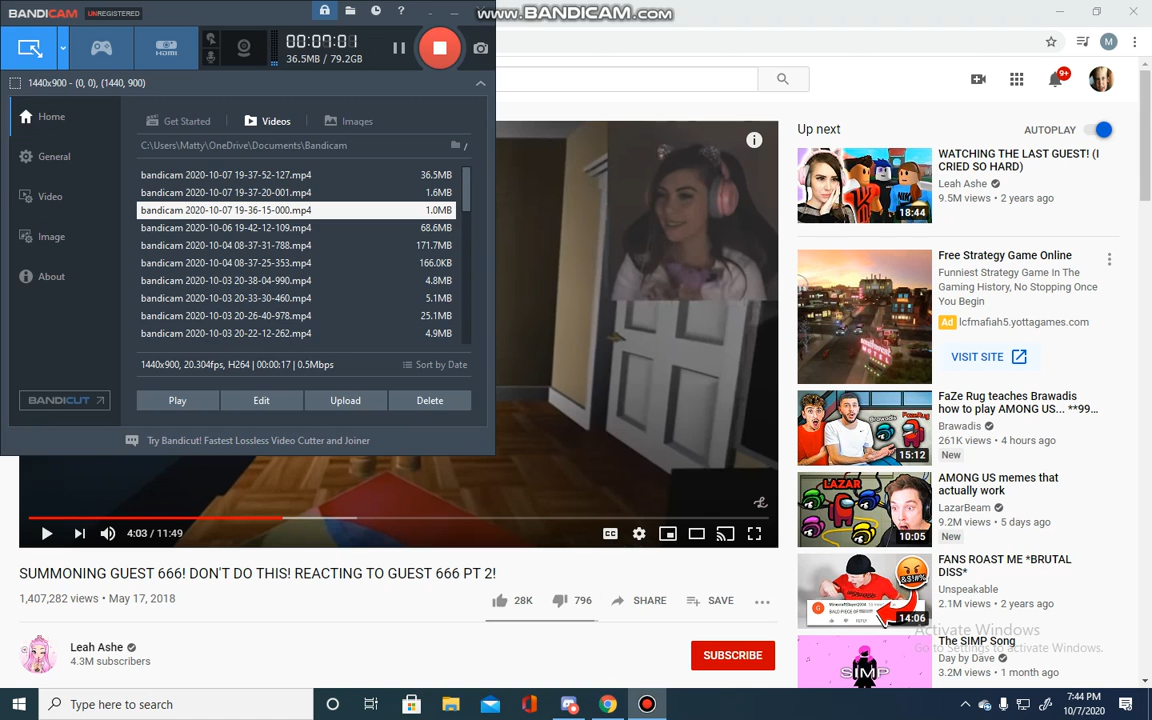 BANDICAM UNREGISTERED
www.BANDICAM.com
HDMI
00:07:01
36.5MB / 79.2GB
1440x900 - (0, 0), (1440, 900)
Home
General
Video
Image
About
BANDICUT
Get Started
Videos
Images
C:\Users\Matty\OneDrive\Documents\Bandicam
bandicam 2020-10-07 19-37-52-127.mp4 36.5MB
bandicam 2020-10-07 19-37-20-001.mp4 1.6MB
bandicam 2020-10-07 19-36-15-000.mp4 1.0MB
bandicam 2020-10-06 19-42-12-109.mp4 68.6MB
bandicam 2020-10-04 08-37-31-788.mp4 171.7MB
bandicam 2020-10-04 08-37-25-353.mp4 166.0KB
bandicam 2020-10-03 20-38-04-990.mp4 4.8MB
bandicam 2020-10-03 20-33-30-460.mp4 5.1MB
bandicam 2020-10-03 20-26-40-978.mp4 25.1MB
bandicam 2020-10-03 20-22-12-262.mp4 4.9MB
1440x900, 20.304fps, H264 | 00:00:17 | 0.5Mbps
Sort by Date
Play
Edit
Upload
Delete
Try Bandicut! Fastest Lossless Video Cutter and Joiner
M
9+
4:03 / 11:49
SUMMONING GUEST 666! DON'T DO THIS! REACTING TO GUEST 666 PT 2!
1,407,282 views • May 17, 2018
28K
796
SHARE
SAVE
Leah Ashe
4.3M subscribers
SUBSCRIBE
Up next
AUTOPLAY
18:44
WATCHING THE LAST GUEST! (I
CRIED SO HARD)
Leah Ashe
9.5M views • 2 years ago
Free Strategy Game Online
Funniest Strategy Game In The
Gaming History, No Stopping Once
You Begin
Ad lcfmafiah5.yottagames.com
VISIT SITE
15:12
FaZe Rug teaches Brawadis
how to play AMONG US... **99...
Brawadis
261K views • 4 hours ago
New
LAZAR
10:05
AMONG US memes that
actually work
LazarBeam
9.2M views • 5 days ago
New
14:06
FANS ROAST ME *BRUTAL
DISS*
Unspeakable
2.1M views • 2 years ago
SIMP
The SIMP Song
Day by Dave
3.2M views • 1 month ago
Activate Windows
Go to Settings to activate Windows.
Type here to search
7:44 PM
10/7/2020